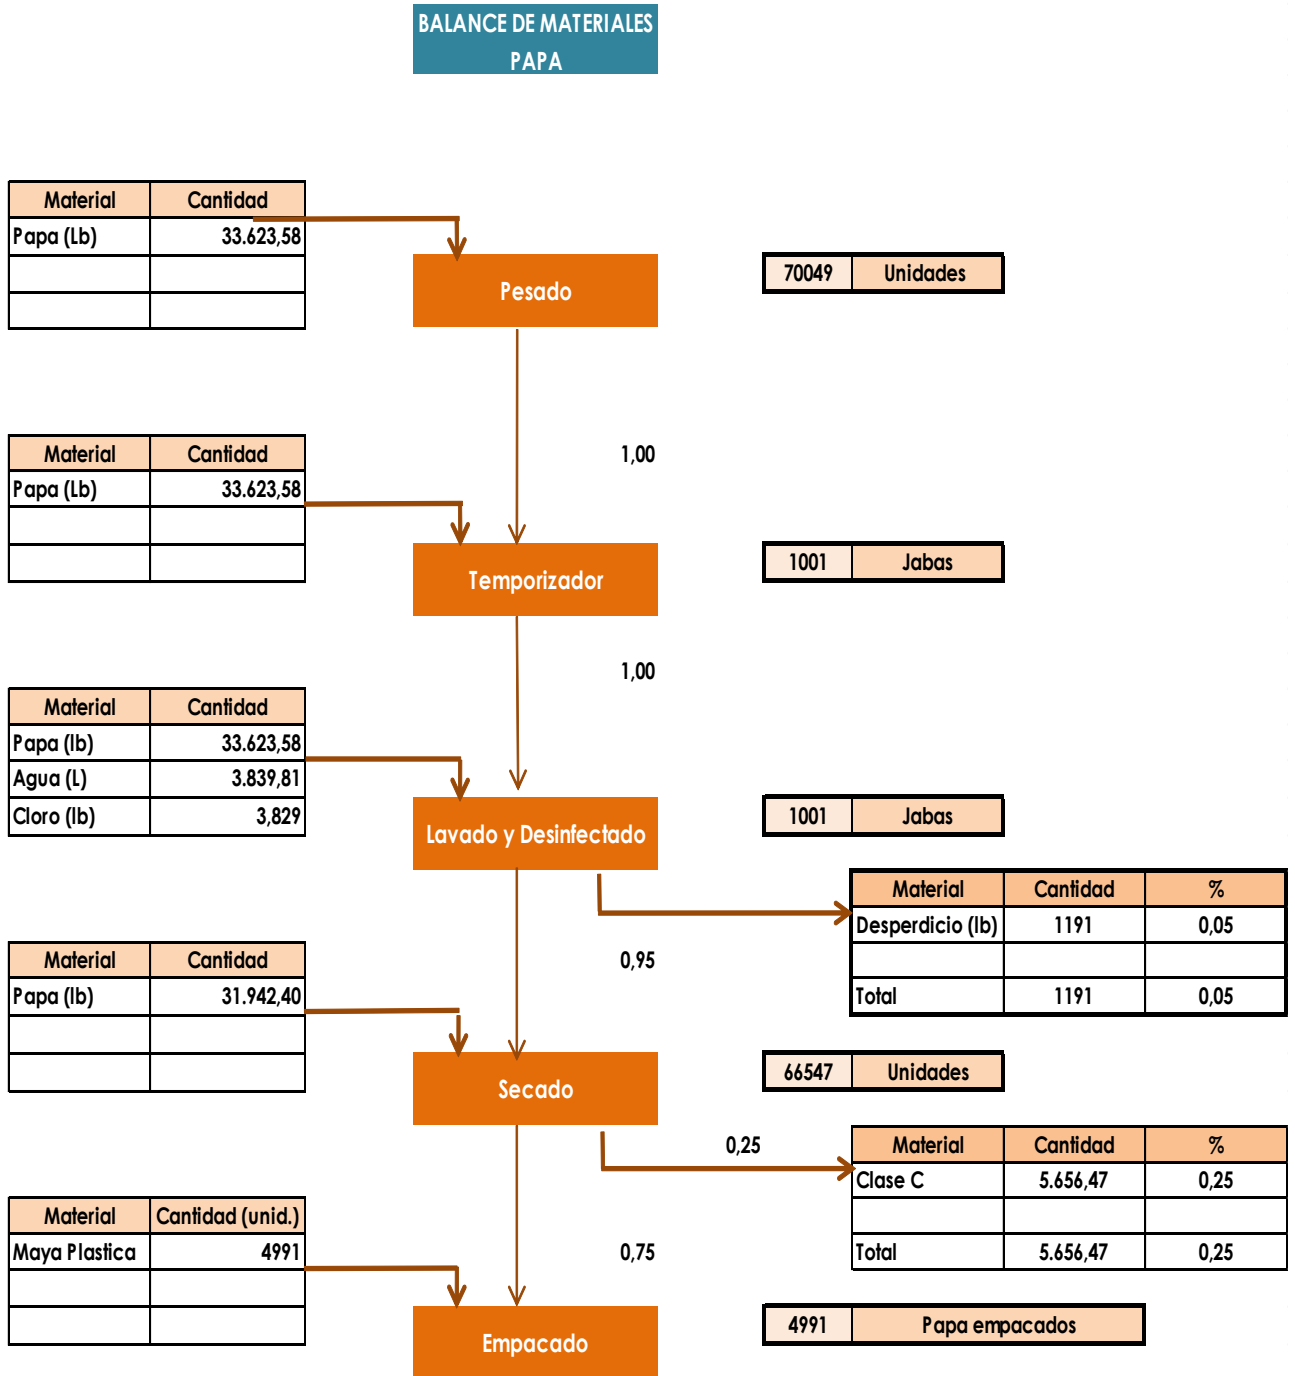 BALANCE DE MATERIALES
PAPA
Material Cantidad
Papa (Lb) 33.623,58
Pesado
70049 Unidades
1,00
Material Cantidad
Papa (Lb) 33.623,58
Temporizador
1001 Jabas
1,00
Material Cantidad
Papa (lb) 33.623,58
Agua (L) 3.839,81
Cloro (lb) 3,829
Lavado y Desinfectado
1001 Jabas
Material Cantidad %
Desperdicio (lb) 1191 0,05
Total 1191 0,05
0,95
Material Cantidad
Papa (lb) 31.942,40
Secado
66547 Unidades
0,25
Material Cantidad %
Clase C 5.656,47 0,25
Total 5.656,47 0,25
Material Cantidad (unid.)
Maya Plastica 4991
0,75
Empacado
4991 Papa empacados